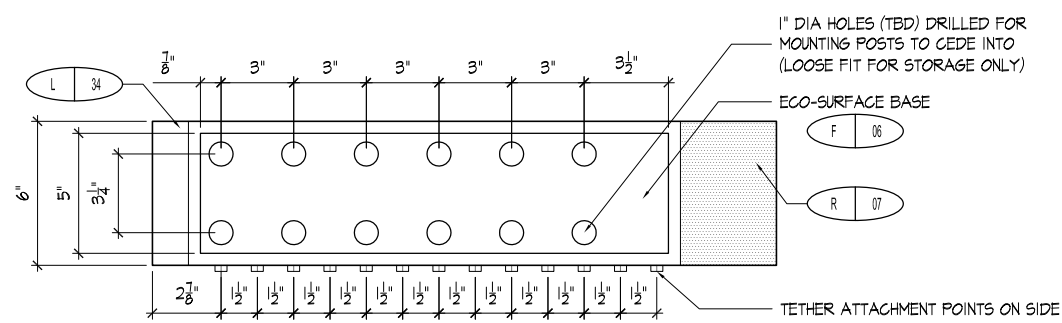 1" DIA HOLES (TBD) DRILLED FOR
MOUNTING POSTS TO CEDE INTO
(LOOSE FIT FOR STORAGE ONLY)
7/8" 3" 3" 3" 3" 3" 3 1/2"
L 34
ECO-SURFACE BASE
F 06
6" 5" 3 1/4"
R 07
2 7/8" 1 1/2" 1 1/2" 1 1/2" 1 1/2" 1 1/2" 1 1/2" 1 1/2" 1 1/2" 1 1/2" 1 1/2" 1 1/2" 1 1/2"
TETHER ATTACHMENT POINTS ON SIDE